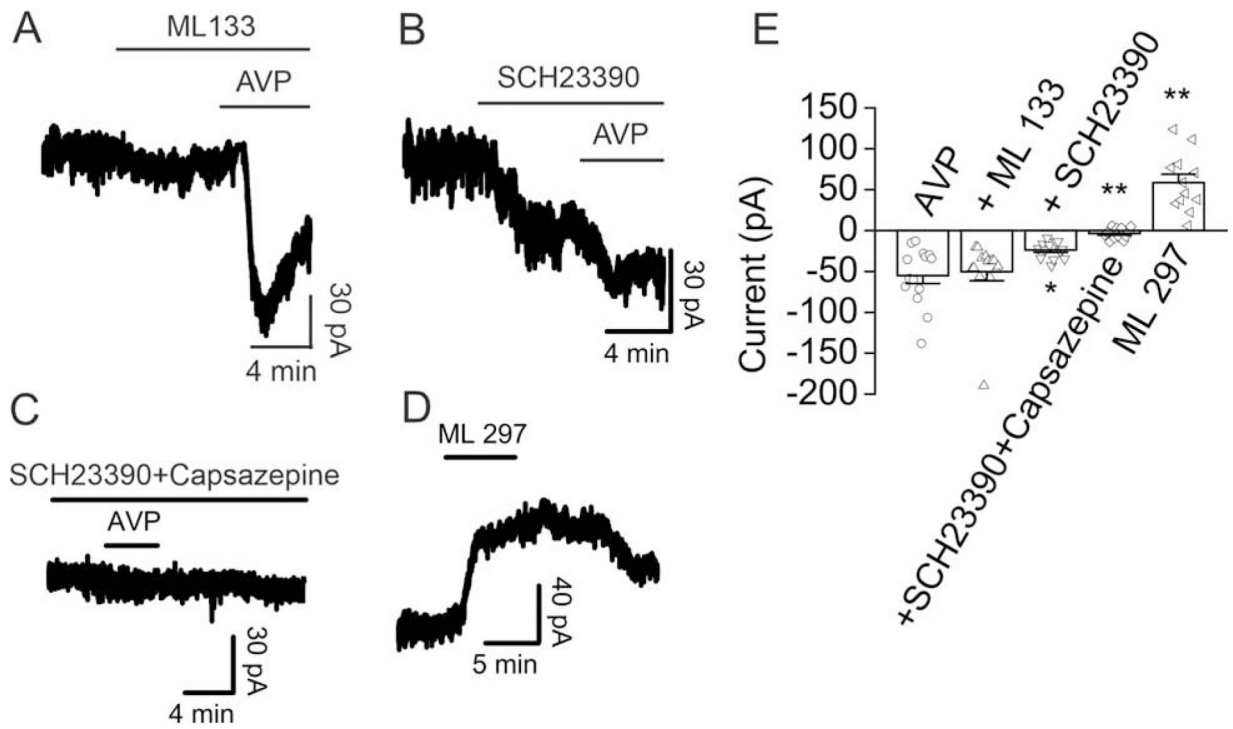 A
ML133
AVP
30 pA
4 min
B
SCH23390
AVP
30 pA
4 min
C
SCH23390+Capsazepine
AVP
30 pA
4 min
D
ML 297
40 pA
5 min
E
Current (pA)
150
100
50
0
-50
-100
-150
-200
AVP
+ ML 133
+ SCH23390
+SCH23390+Capsazepine
ML 297
*
**
**